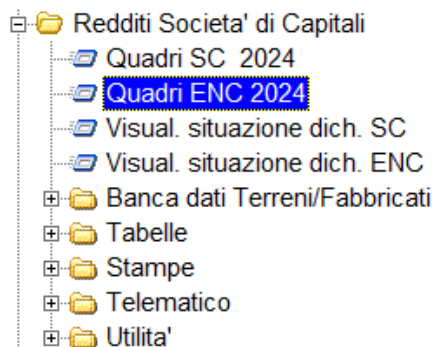 Redditi Societa' di Capitali
Quadri SC  2024
Quadri ENC 2024
Visual. situazione dich. SC
Visual. situazione dich. ENC
Banca dati Terreni/Fabbricati
Tabelle
Stampe
Telematico
Utilita'